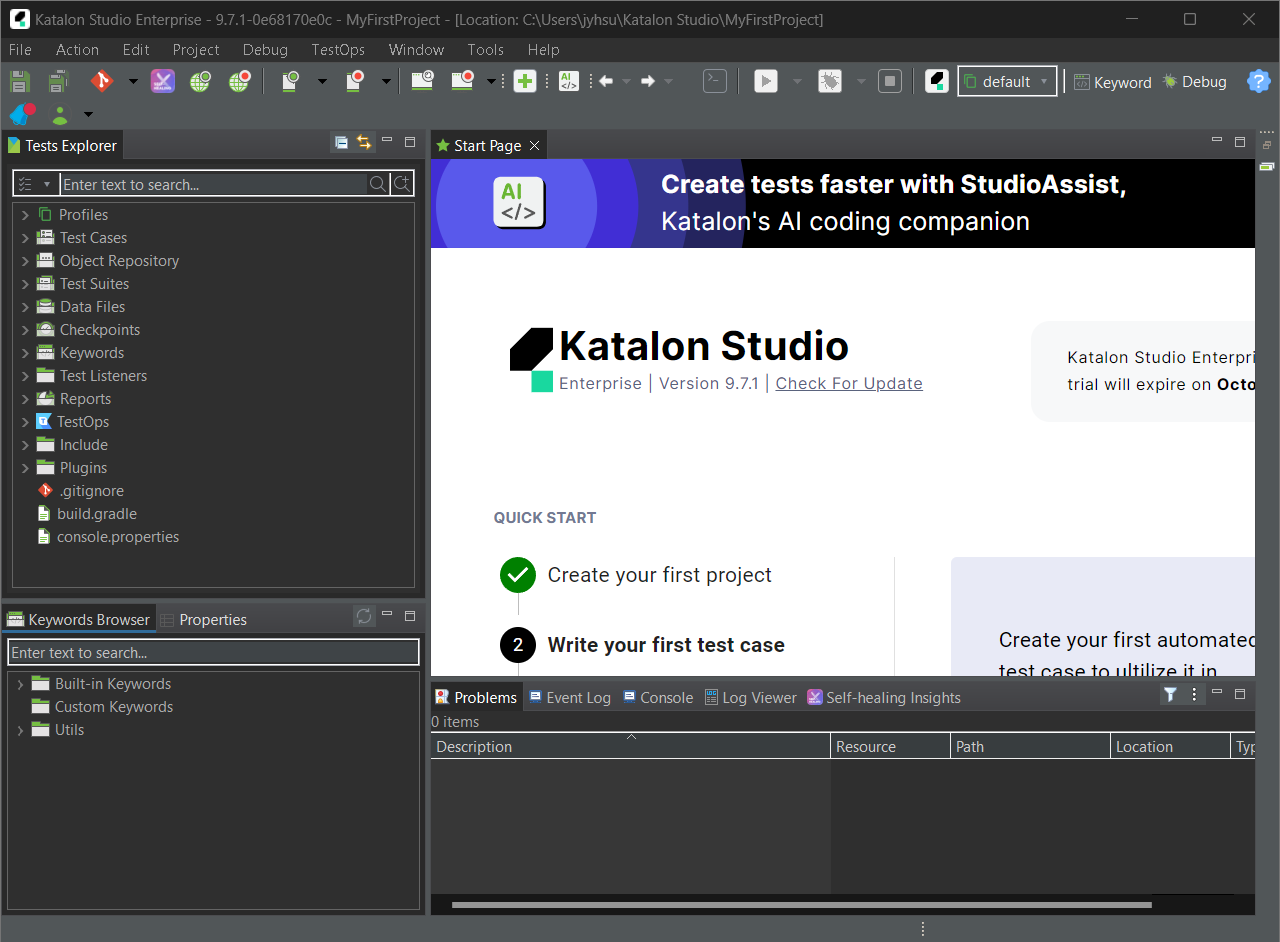 Katalon Studio Enterprise - 9.7.1-0e68170e0c - MyFirstProject - [Location: C:\Users\jyhsu\Katalon Studio\MyFirstProject]
File Action Edit Project Debug TestOps Window Tools Help
default Keyword Debug
Tests Explorer
Enter text to search...
Profiles
Test Cases
Object Repository
Test Suites
Data Files
Checkpoints
Keywords
Test Listeners
Reports
TestOps
Include
Plugins
.gitignore
build.gradle
console.properties
Keywords Browser Properties
Enter text to search...
Built-in Keywords
Custom Keywords
Utils
Start Page
AI
</>
Create tests faster with StudioAssist,
Katalon's AI coding companion
Katalon Studio
Enterprise | Version 9.7.1 | Check For Update
Katalon Studio Enterpri
trial will expire on Octo
QUICK START
Create your first project
2 Write your first test case
Create your first automated
test case to ultilize it in
Problems Event Log Console Log Viewer Self-healing Insights
0 items
Description Resource Path Location Typ